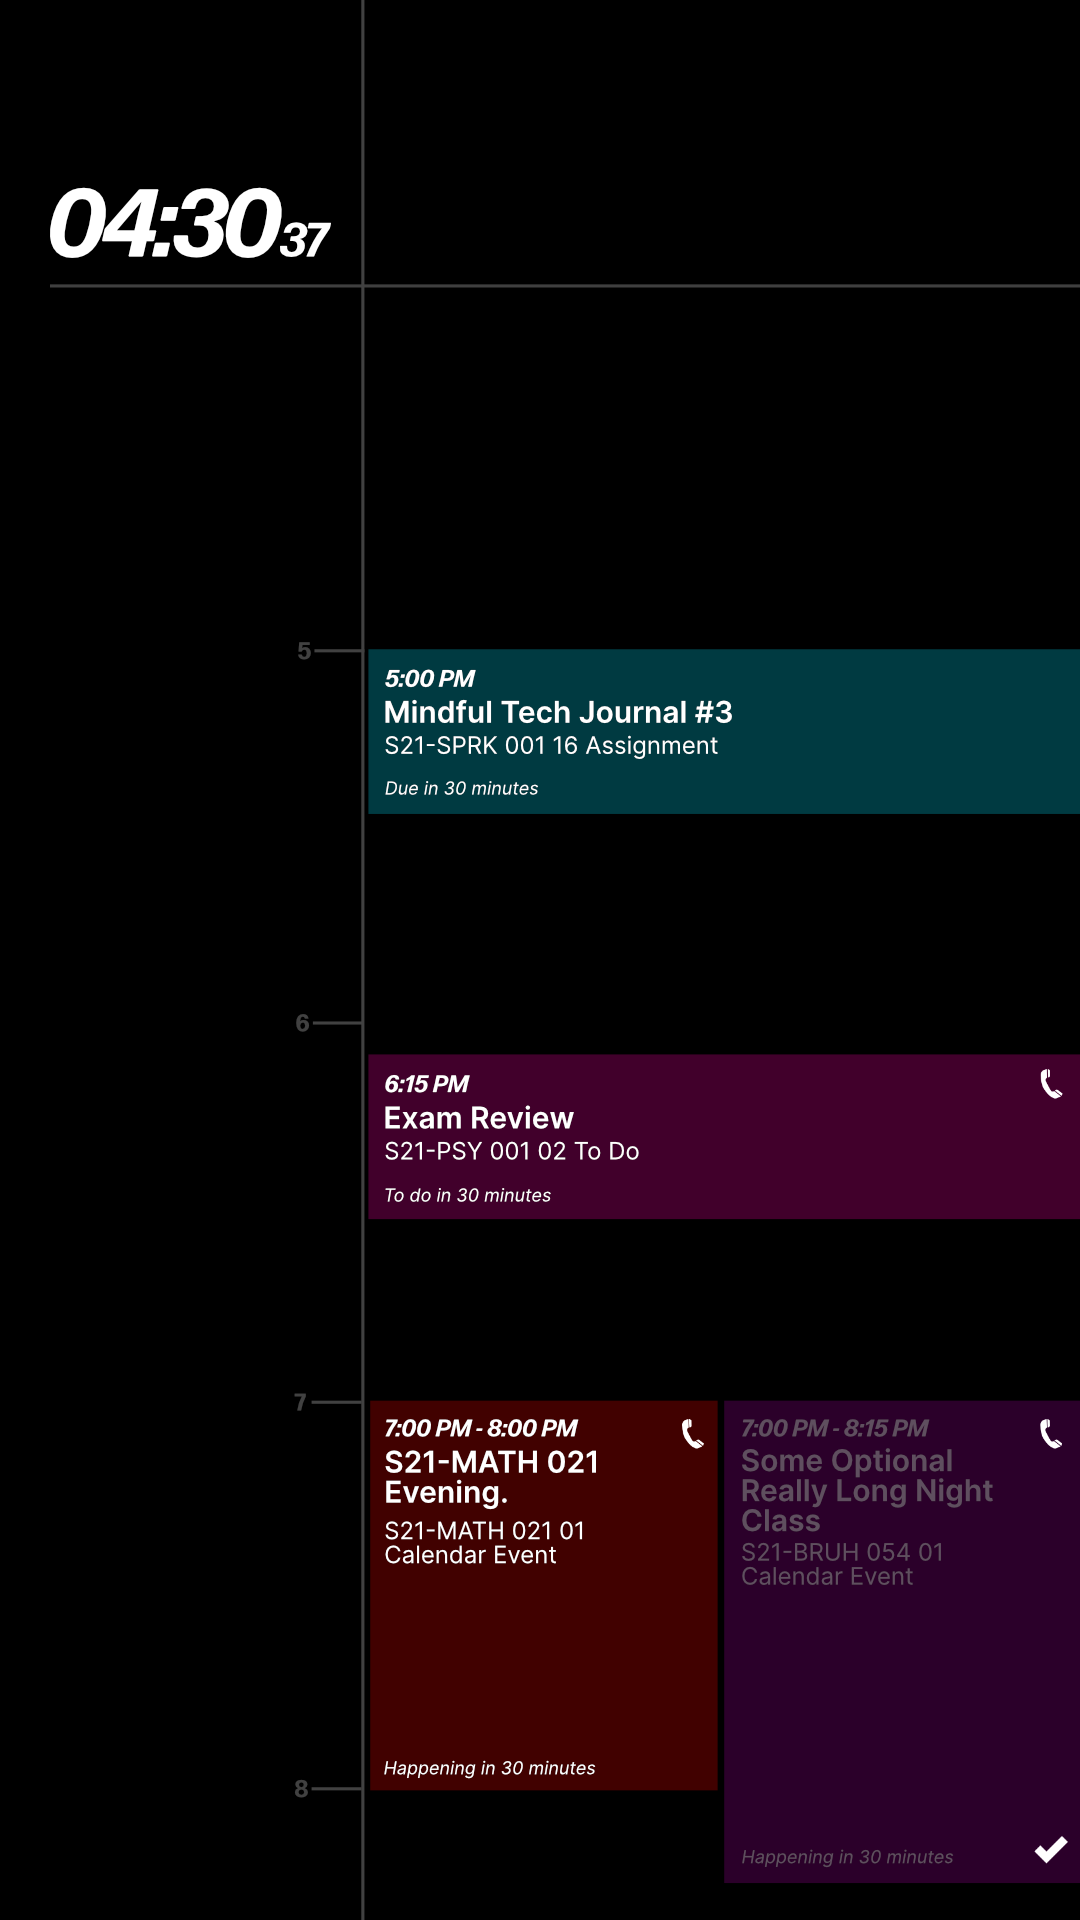 04:30 37
5
5:00 PM
Mindful Tech Journal #3
S21-SPRK 001 16 Assignment
Due in 30 minutes
6
6:15 PM
Exam Review
S21-PSY 001 02 To Do
To do in 30 minutes
7
7:00 PM - 8:00 PM
S21-MATH 021
Evening.
S21-MATH 021 01
Calendar Event
Happening in 30 minutes
7:00 PM - 8:15 PM
Some Optional
Really Long Night
Class
S21-BRUH 054 01
Calendar Event
Happening in 30 minutes
8